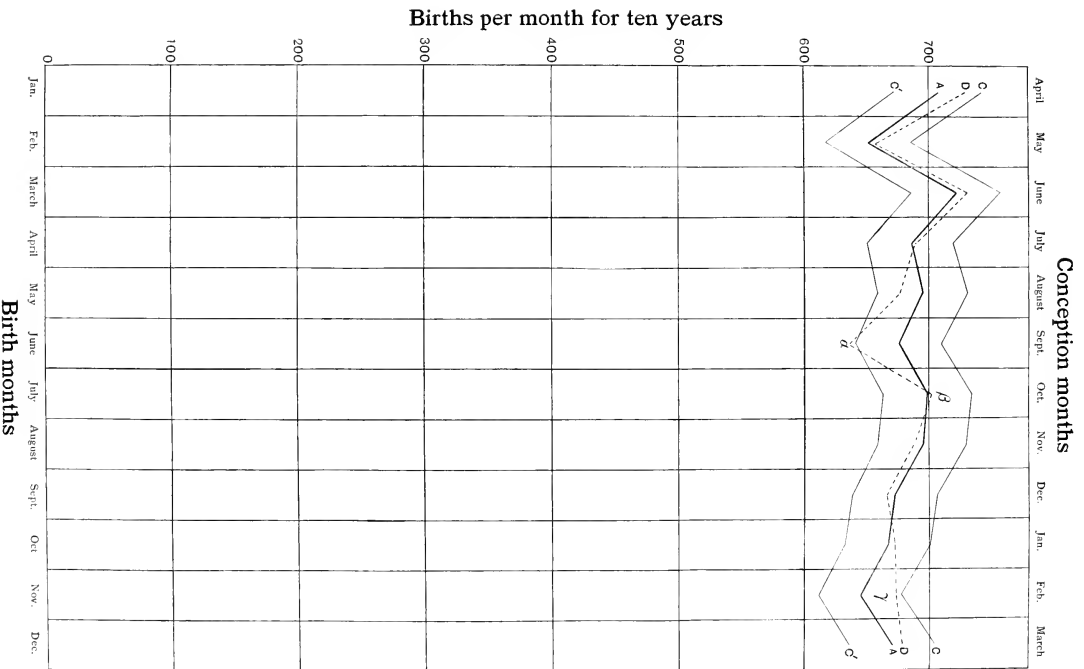 Births per month for ten years
0
100
200
300
400
500
600
700
Conception months
April
May
June
July
August
Sept.
Oct.
Nov.
Dec.
Jan.
Feb.
March
C
D
A
C'
α
β
γ
C
D
A
C'
Jan.
Feb.
March
April
May
June
July
August
Sept.
Oct
Nov.
Dec.
Birth months